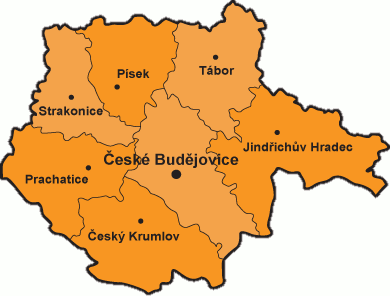 Písek
Tábor
Strakonice
Jindřichův Hradec
České Budějovice
Prachatice
Český Krumlov